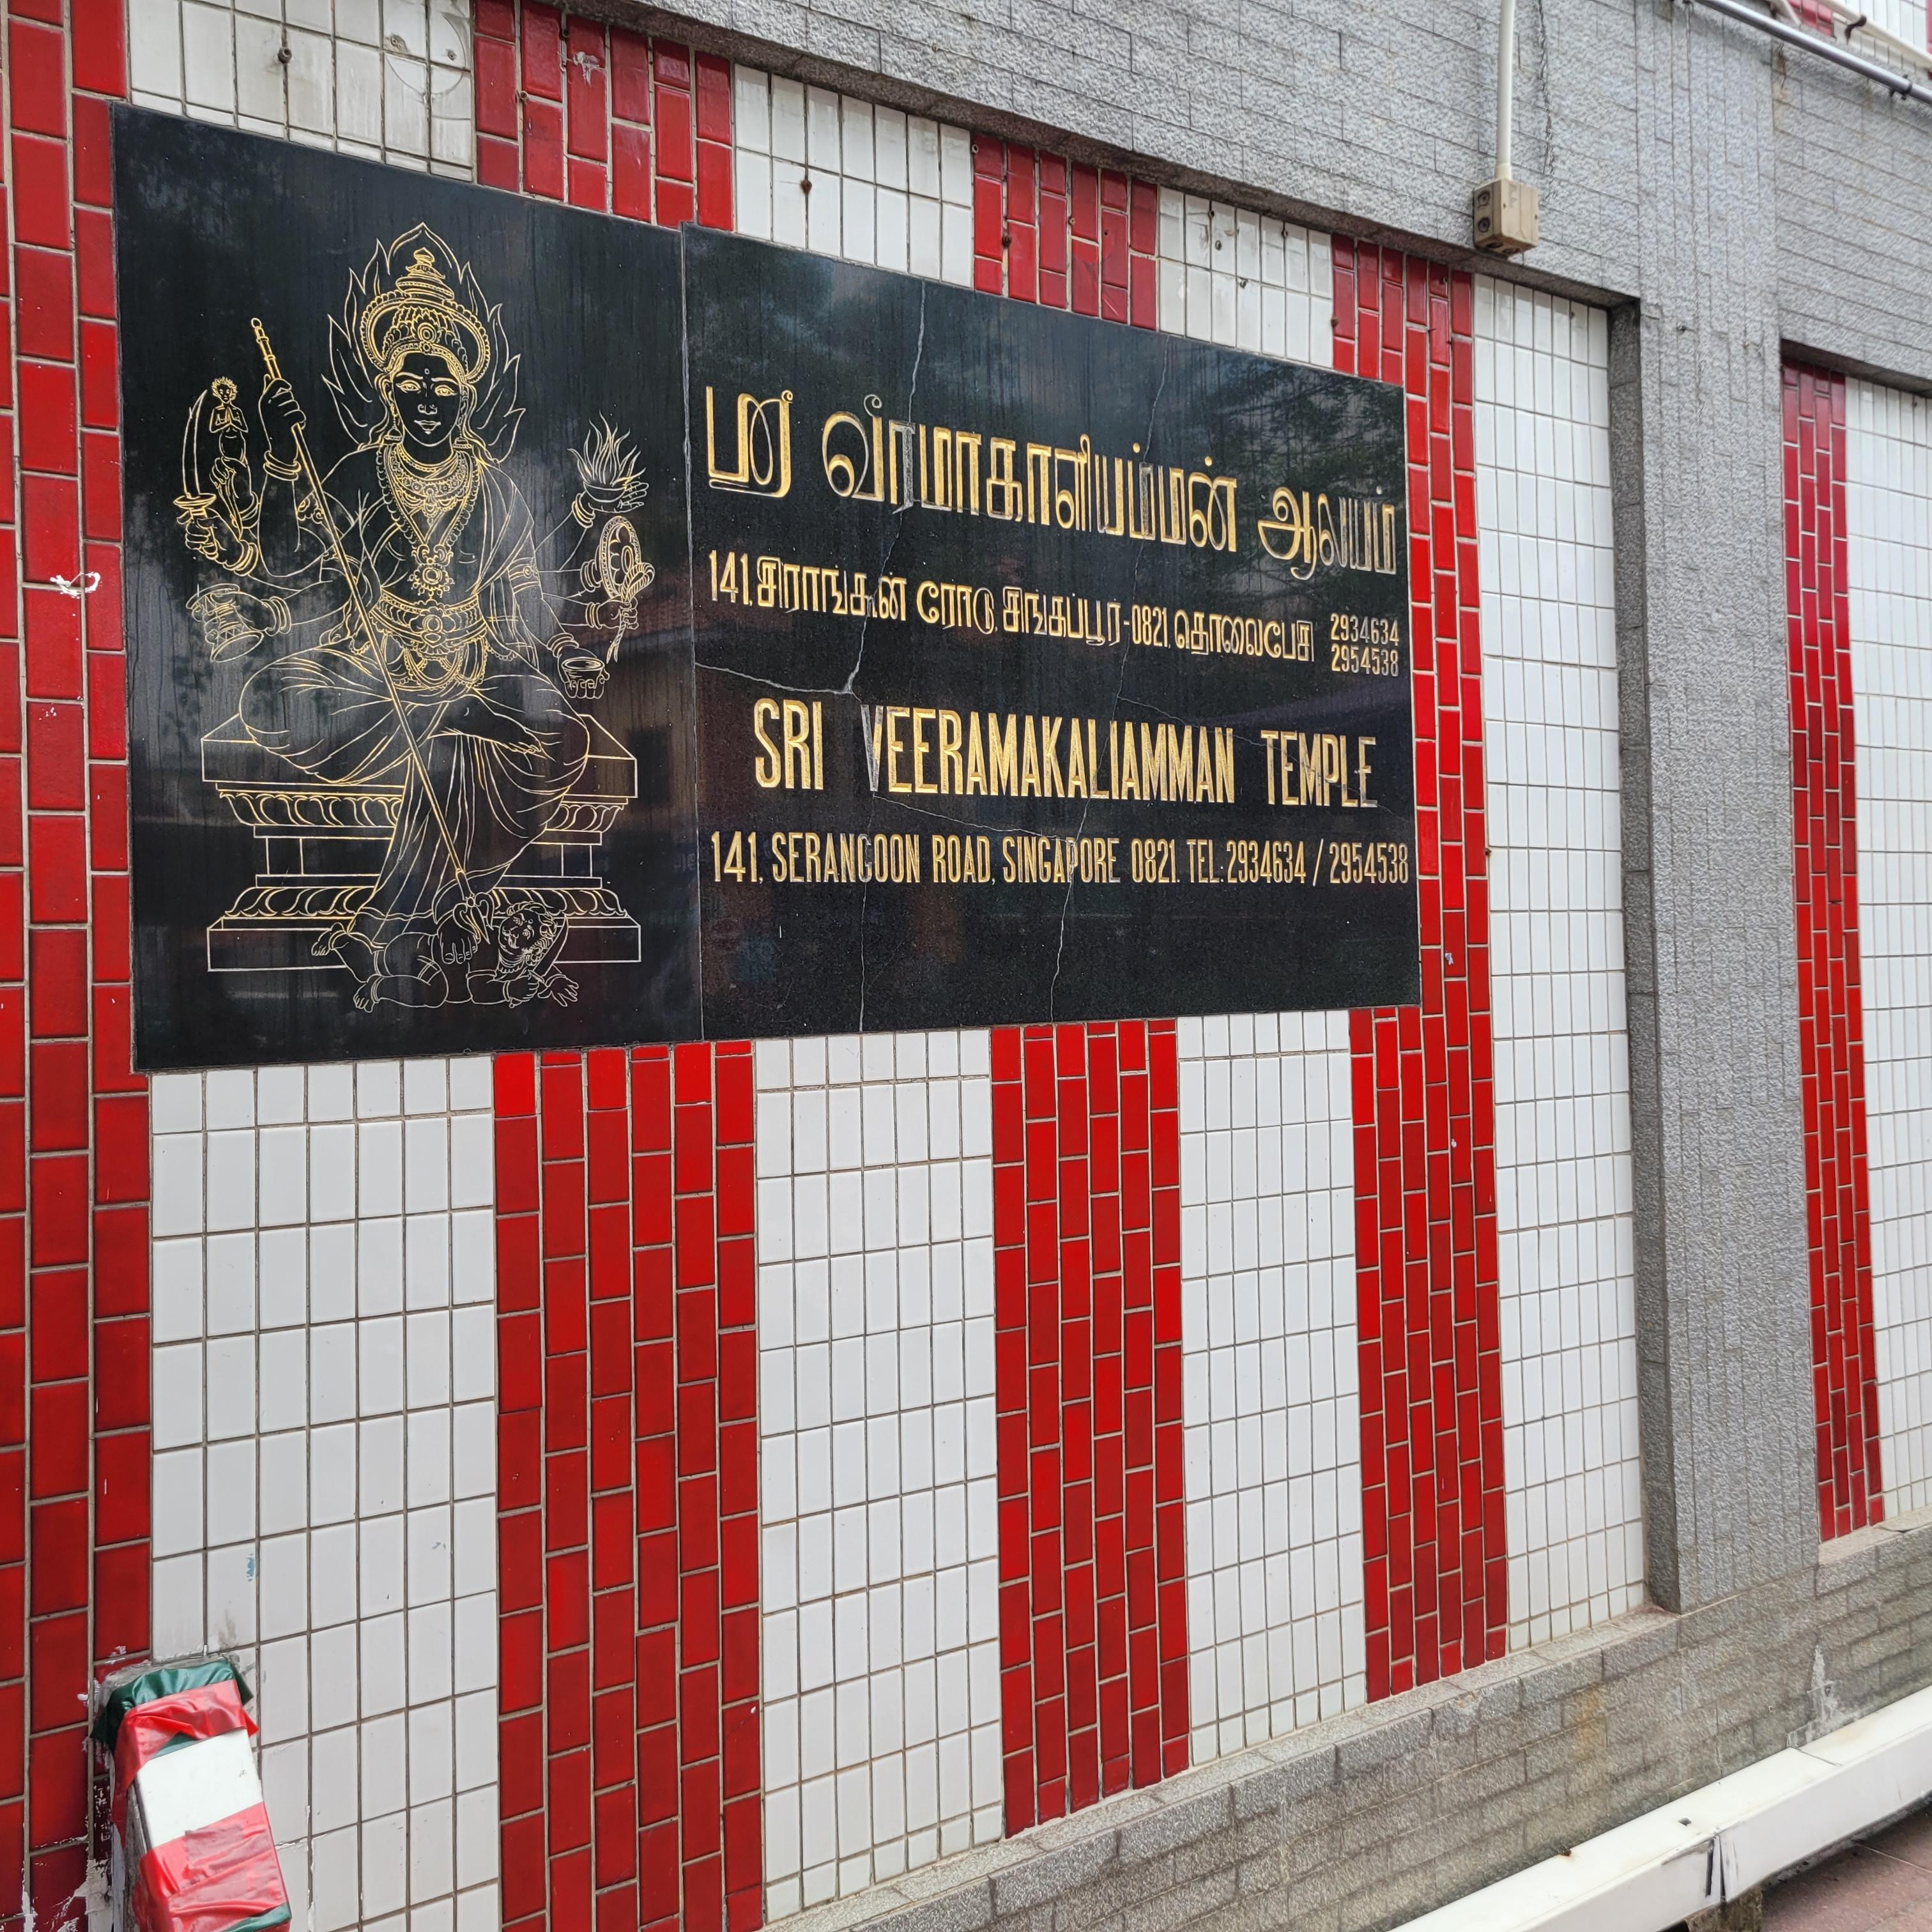 ஸ்ரீ வீரமாகாளியம்மன் ஆலயம்
141, சிராங்கூன் ரோடு, சிங்கப்பூர்-0821. தொலைபேசி 2934634
2954538
SRI VEERAMAKALIAMMAN TEMPLE
141, SERANGOON ROAD, SINGAPORE 0821. TEL: 2934634 / 2954538